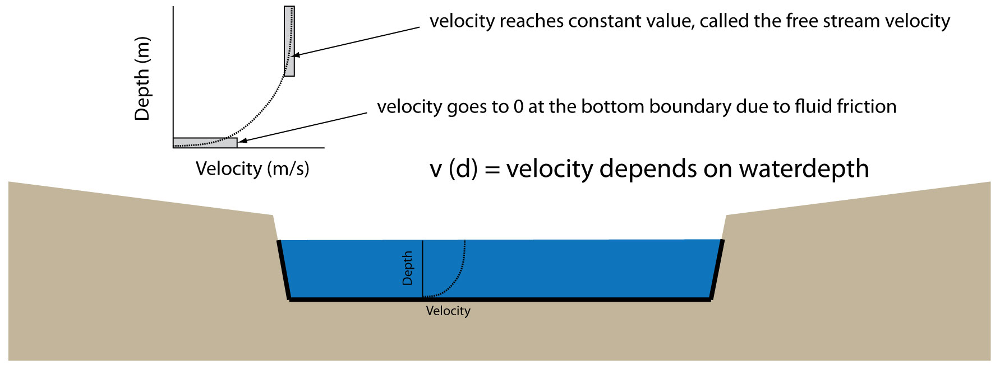 velocity reaches constant value, called the free stream velocity
Depth (m)
velocity goes to 0 at the bottom boundary due to fluid friction
Velocity (m/s)
v (d) = velocity depends on waterdepth
Depth
Velocity